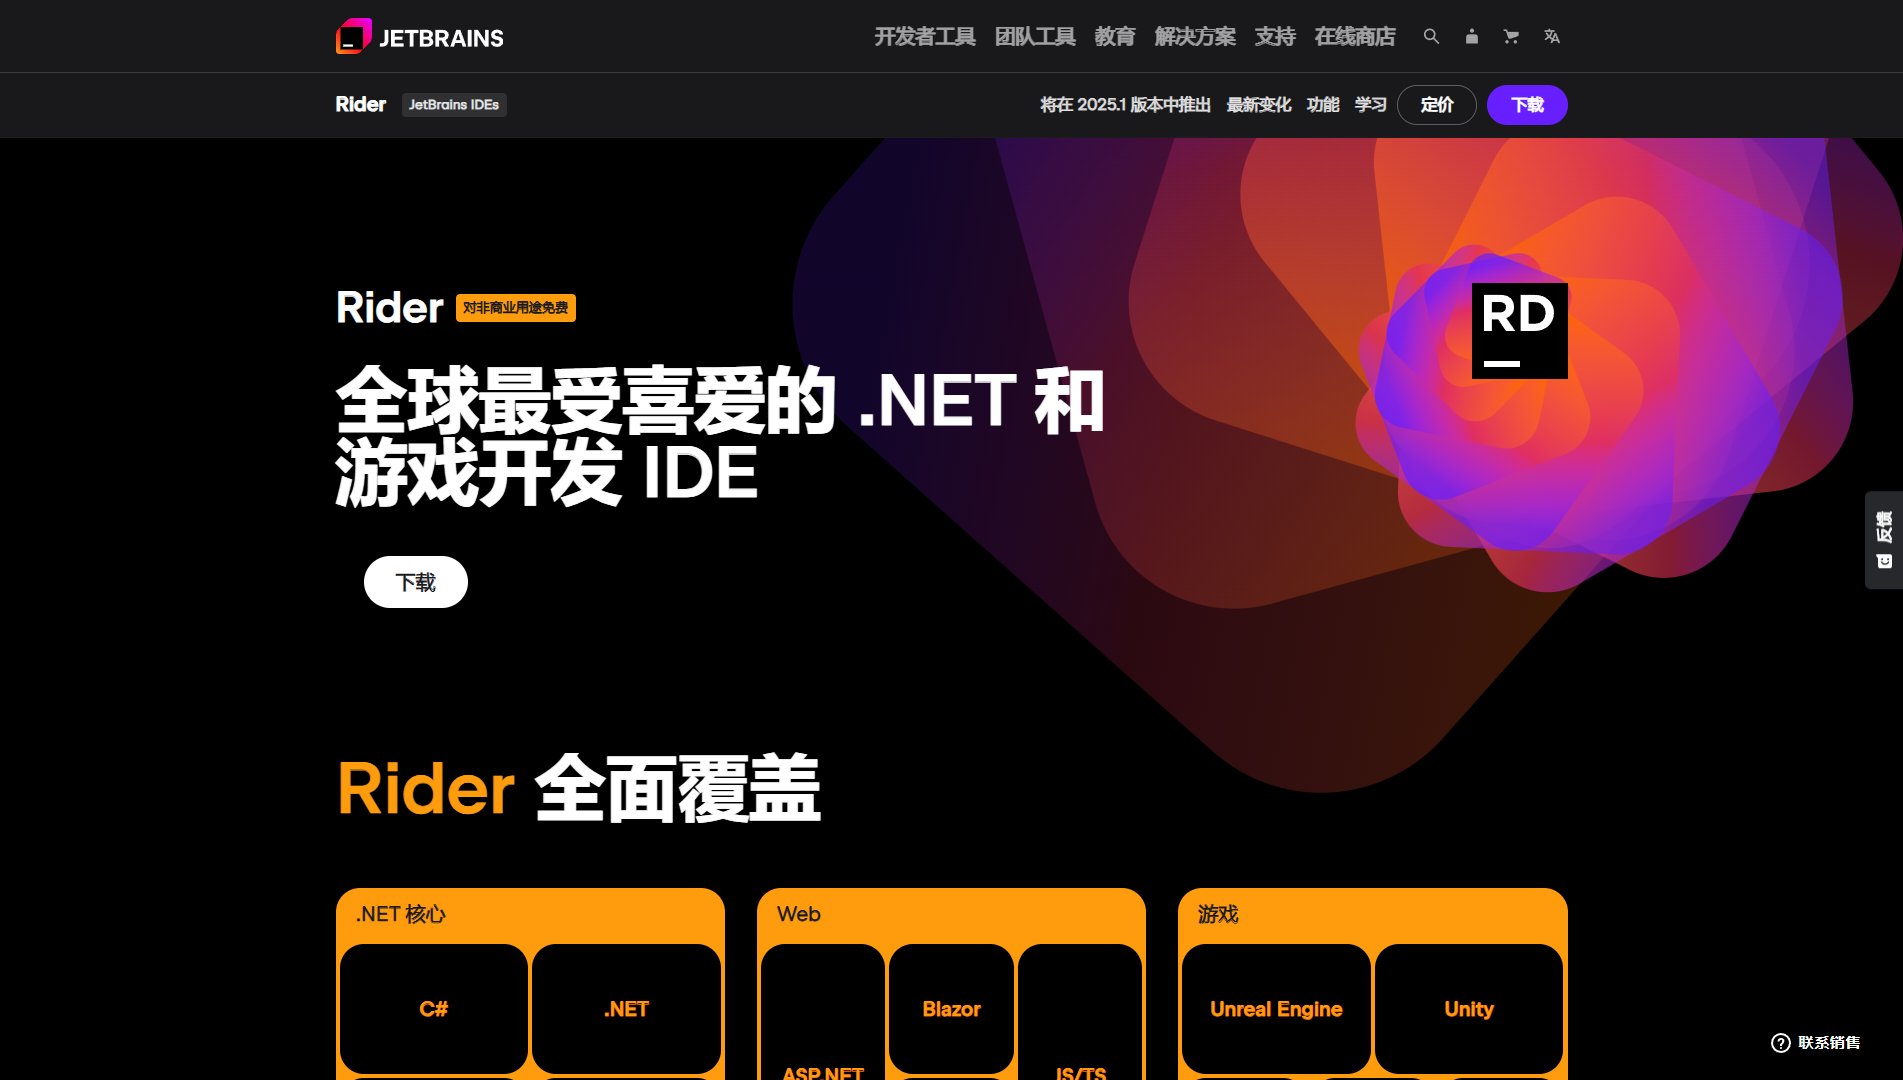 JETBRAINS
开发者工具 团队工具 教育 解决方案 支持 在线商店
Rider JetBrains IDEs
将在 2025.1 版本中推出 最新变化 功能 学习 定价 下载
Rider 对非商业用途免费
RD
全球最受喜爱的 .NET 和
游戏开发 IDE
反馈
下载
Rider 全面覆盖
.NET 核心
Web
游戏
C#
.NET
Blazor
Unreal Engine
Unity
ASP.NET
JS/TS
联系销售